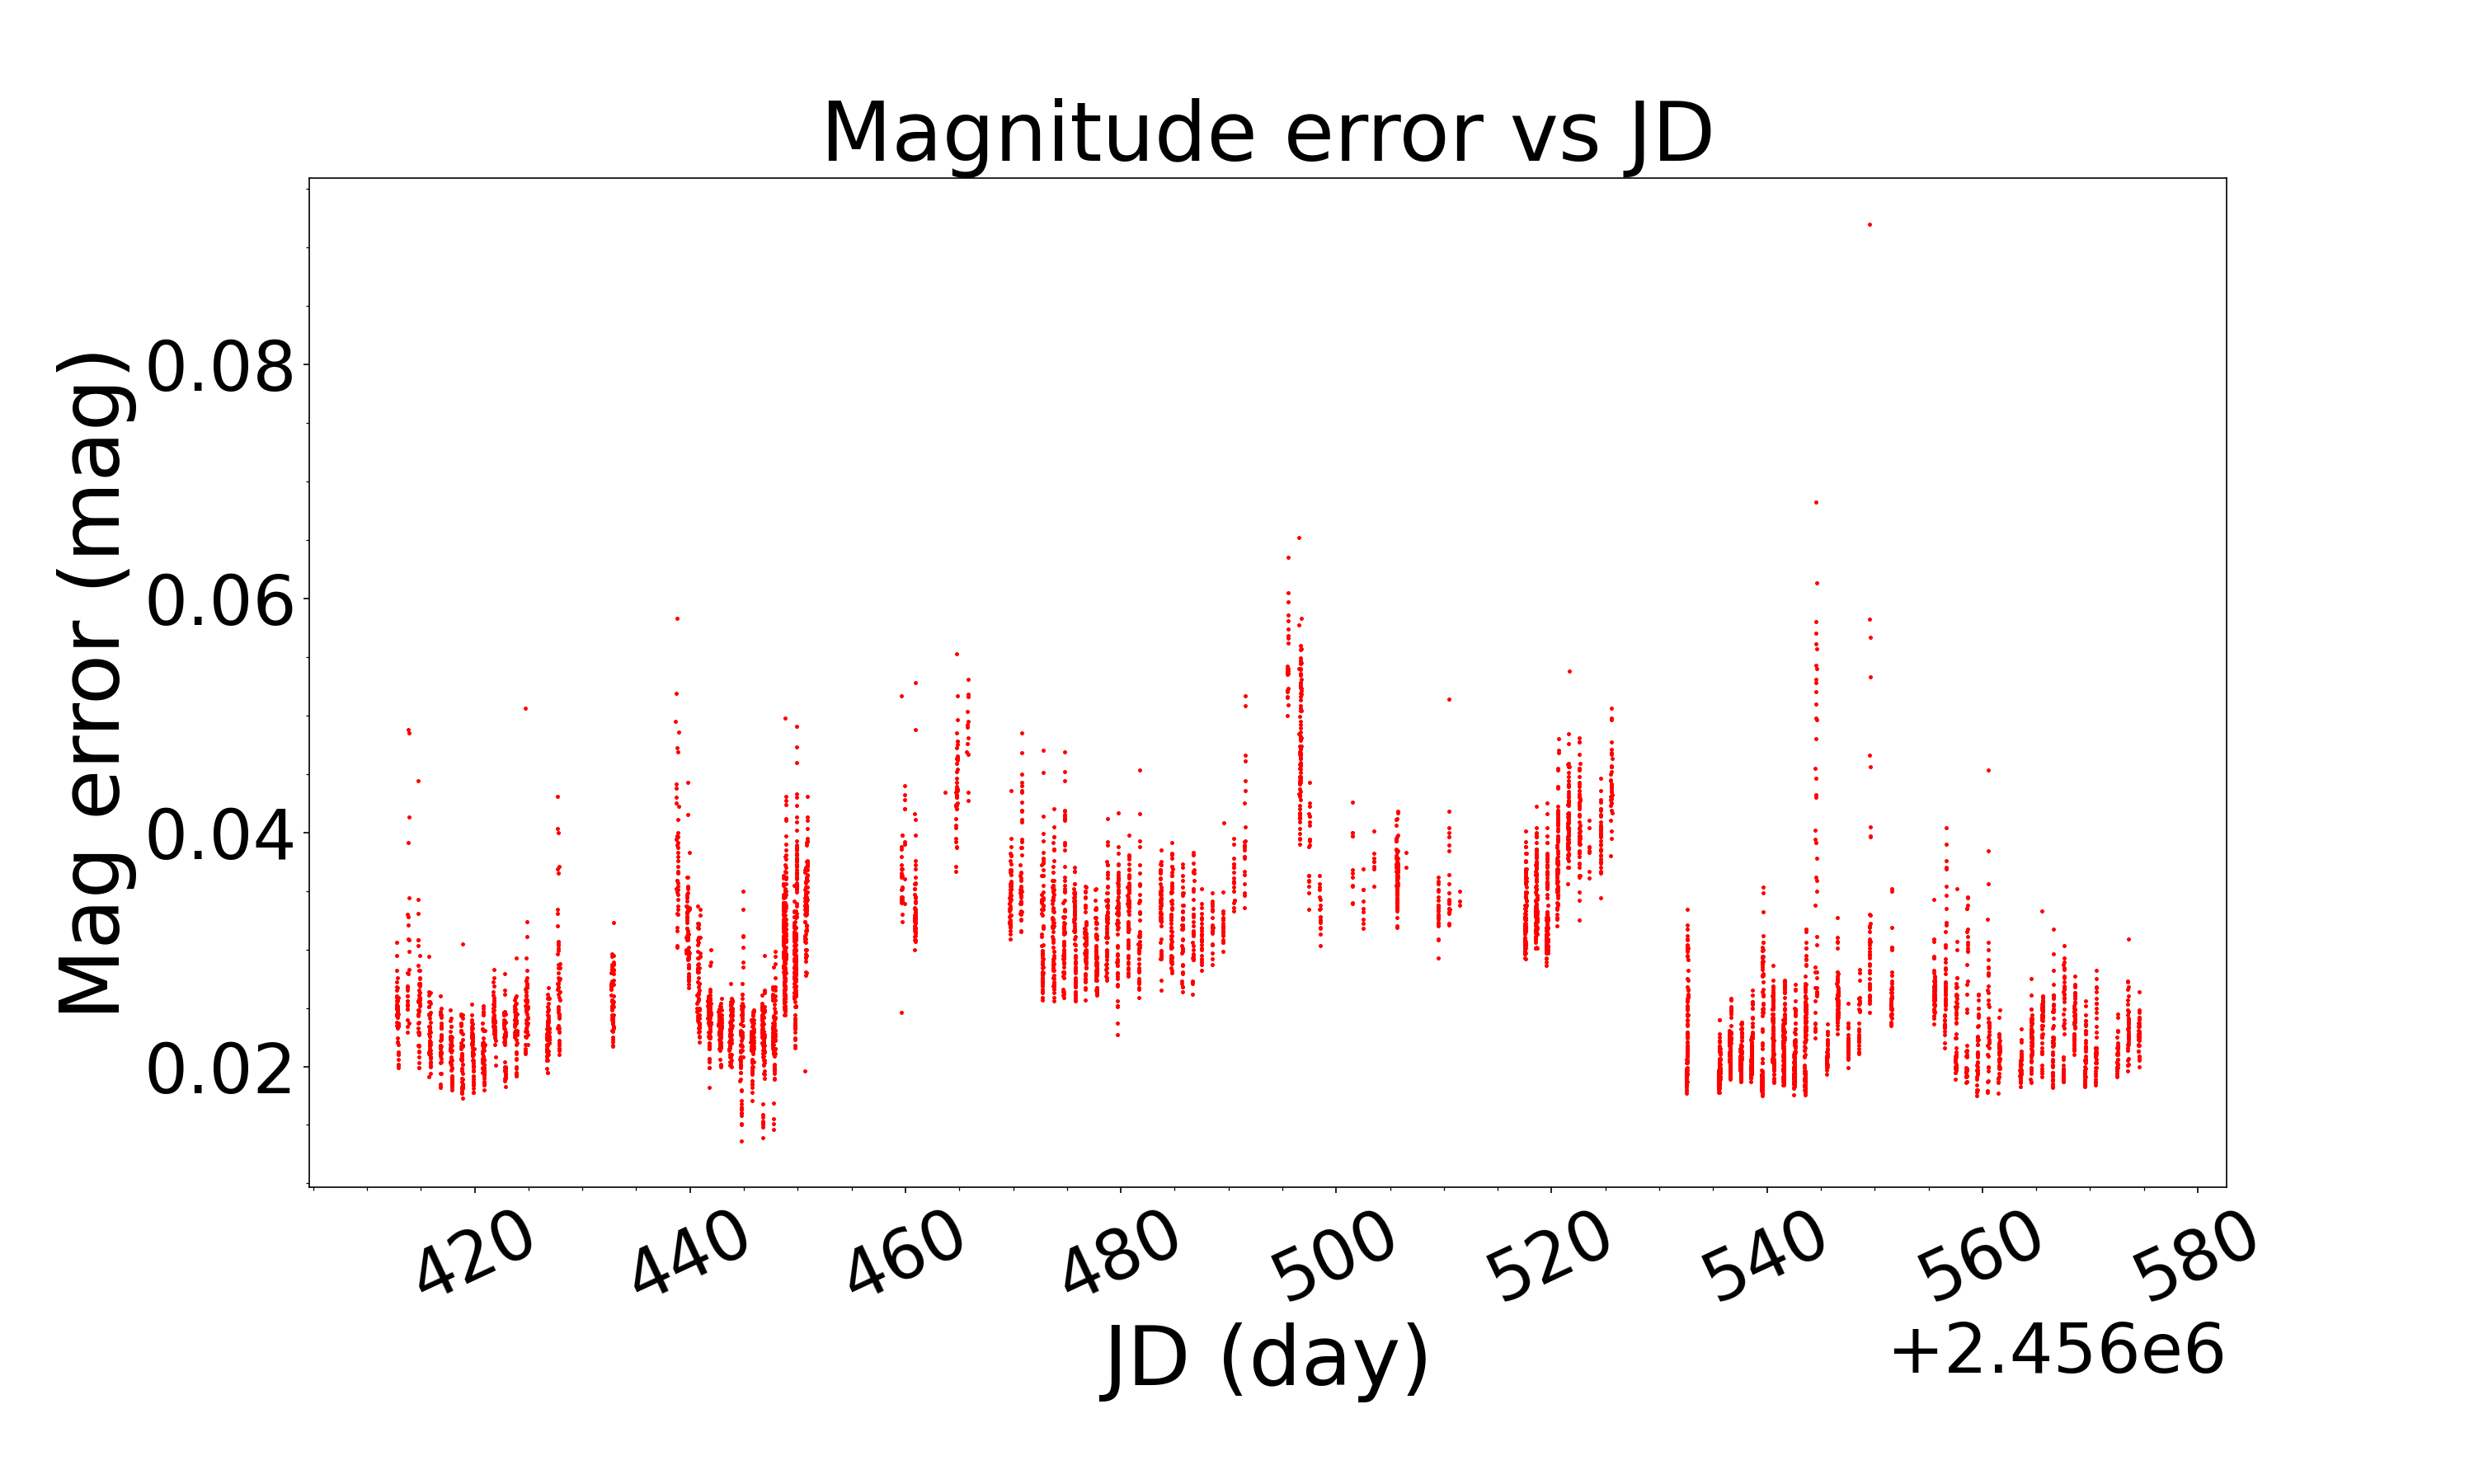 Magnitude error vs JD
Mag error (mag)
0.08
0.06
0.04
0.02
420 440 460 480 500 520 540 560 580
JD (day)
+2.456e6